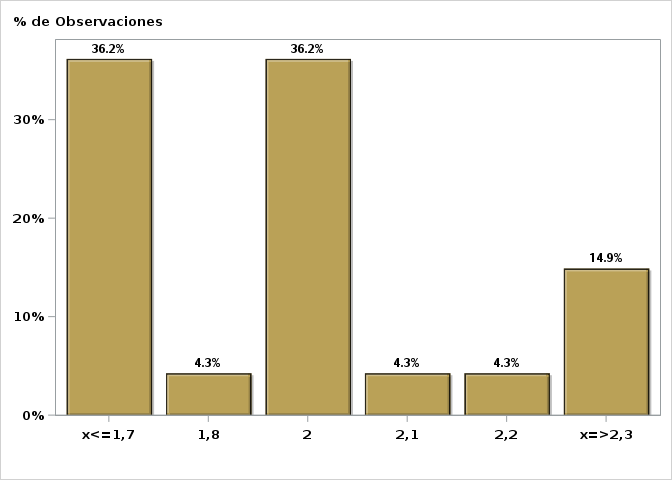 % de Observaciones
36.2% 36.2%
30%
20%
14.9%
10%
4.3% 4.3% 4.3%
0%
x<=1,7 1,8 2 2,1 2,2 x=>2,3